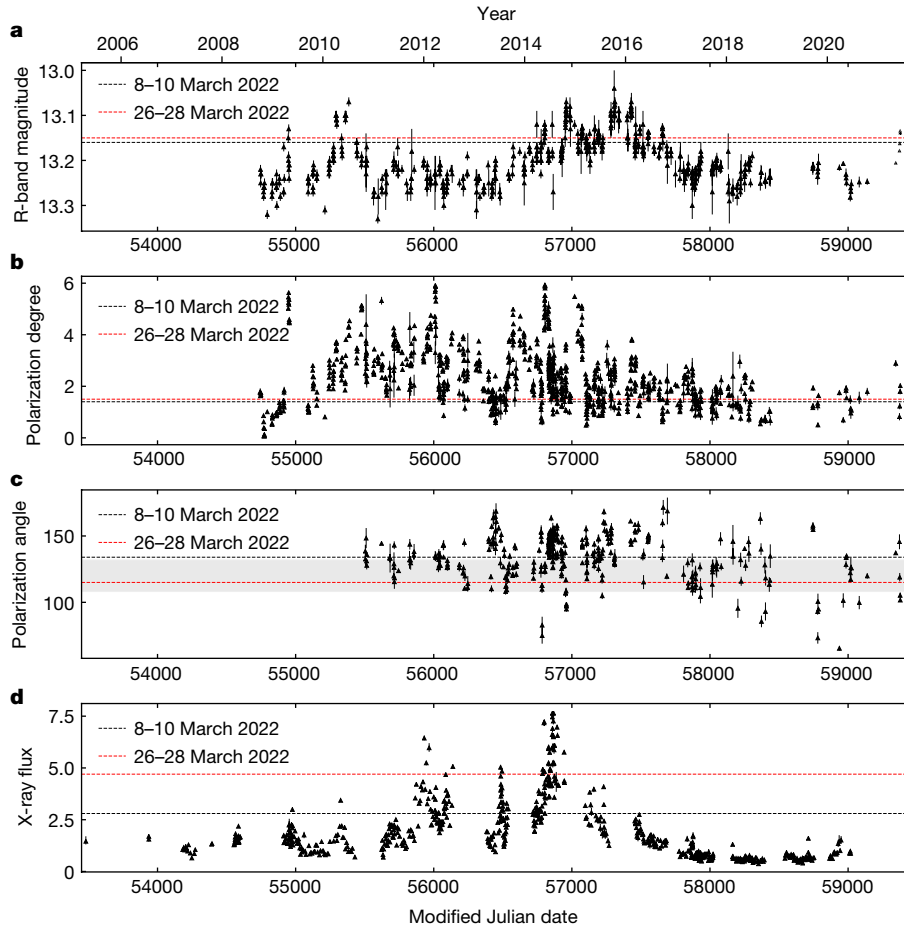 Year
a
2006 2008 2010 2012 2014 2016 2018 2020
13.0
8–10 March 2022
26–28 March 2022
13.1
13.2
13.3
R-band magnitude
54000 55000 56000 57000 58000 59000
b
6
8–10 March 2022
26–28 March 2022
4
2
0
Polarization degree
54000 55000 56000 57000 58000 59000
c
8–10 March 2022
26–28 March 2022
150
100
Polarization angle
54000 55000 56000 57000 58000 59000
d
7.5
8–10 March 2022
26–28 March 2022
5.0
2.5
0
X-ray flux
54000 55000 56000 57000 58000 59000
Modified Julian date